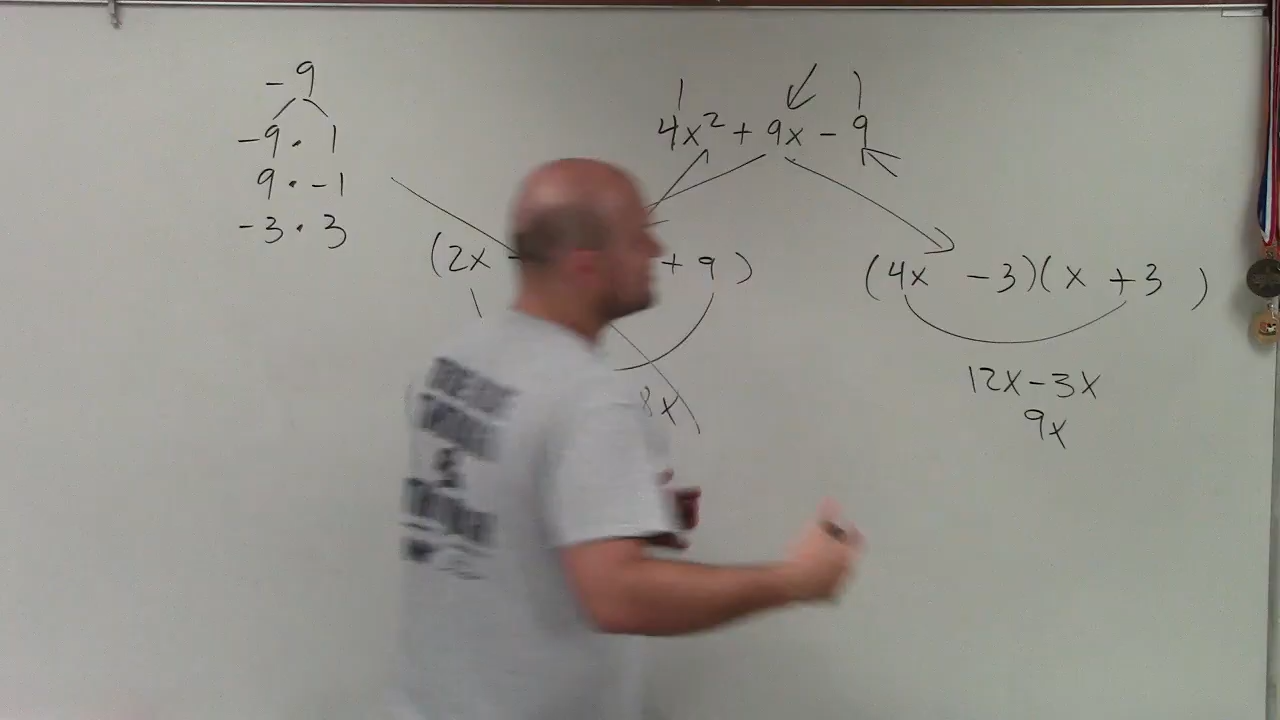 -9
-9 · 1
9 · -1
-3 · 3
4x² + 9x - 9
(2x - + 9)
8x
(4x - 3)(x + 3)
12x - 3x
9x